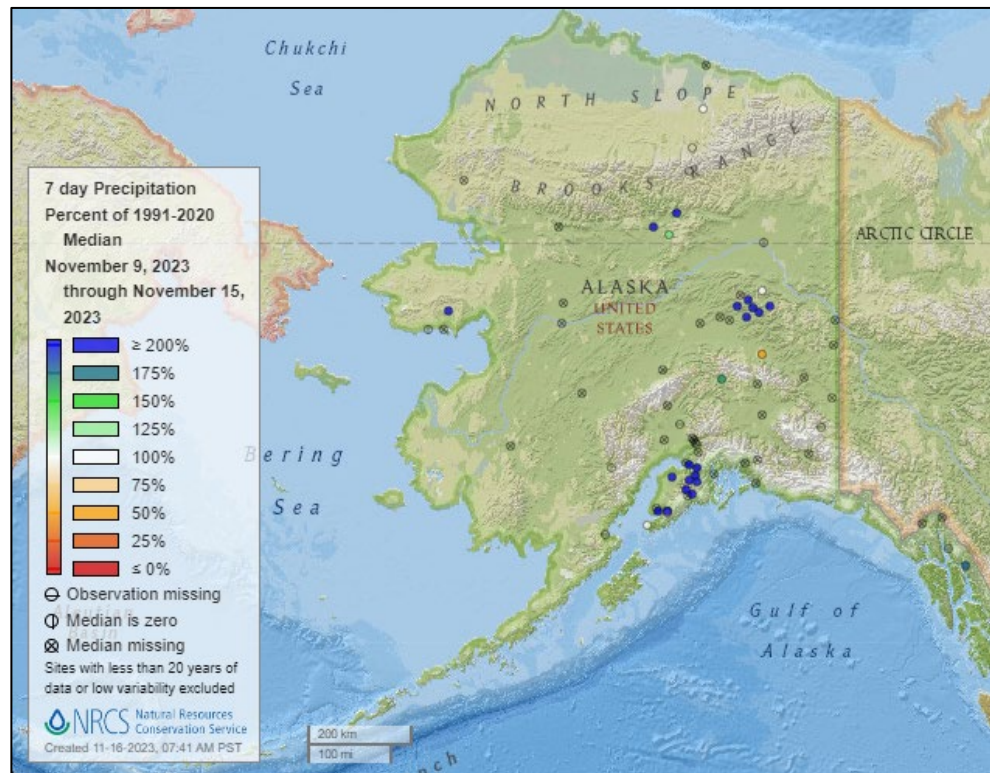 Chukchi
Sea
NORTH SLOPE
BROOKS RANGE
ARCTIC CIRCLE
ALASKA
UNITED
STATES
Bering
Sea
Gulf of
Alaska
7 day Precipitation
Percent of 1991-2020
Median
November 9, 2023
through November 15,
2023
≥ 200%
175%
150%
125%
100%
75%
50%
25%
≤ 0%
Observation missing
Median is zero
Median missing
Sites with less than 20 years of
data or low variability excluded
NRCS Natural Resources
Conservation Service
Created 11-16-2023, 07:41 AM PST
200 km
100 mi